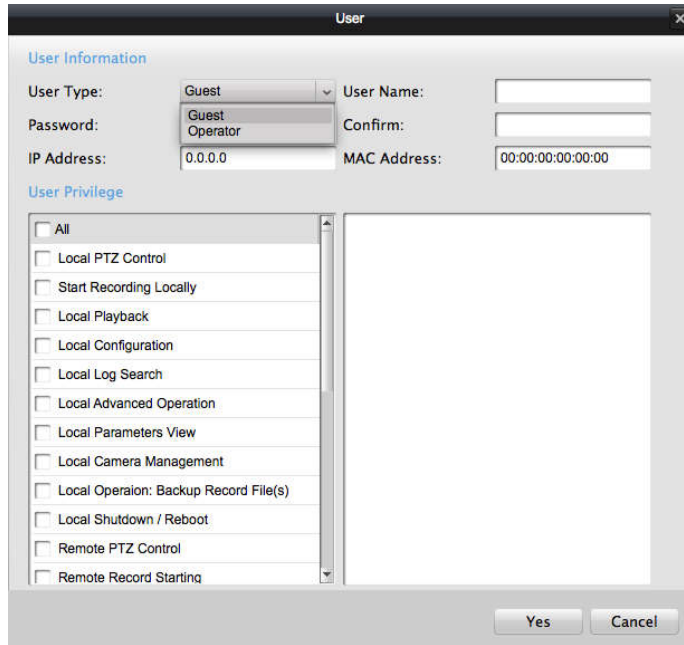 User
User Information
User Type: Guest User Name:
Guest
Password: Confirm:
Operator
IP Address: 0.0.0.0 MAC Address: 00:00:00:00:00:00
User Privilege
All
Local PTZ Control
Start Recording Locally
Local Playback
Local Configuration
Local Log Search
Local Advanced Operation
Local Parameters View
Local Camera Management
Local Operaion: Backup Record File(s)
Local Shutdown / Reboot
Remote PTZ Control
Remote Record Starting
Yes Cancel